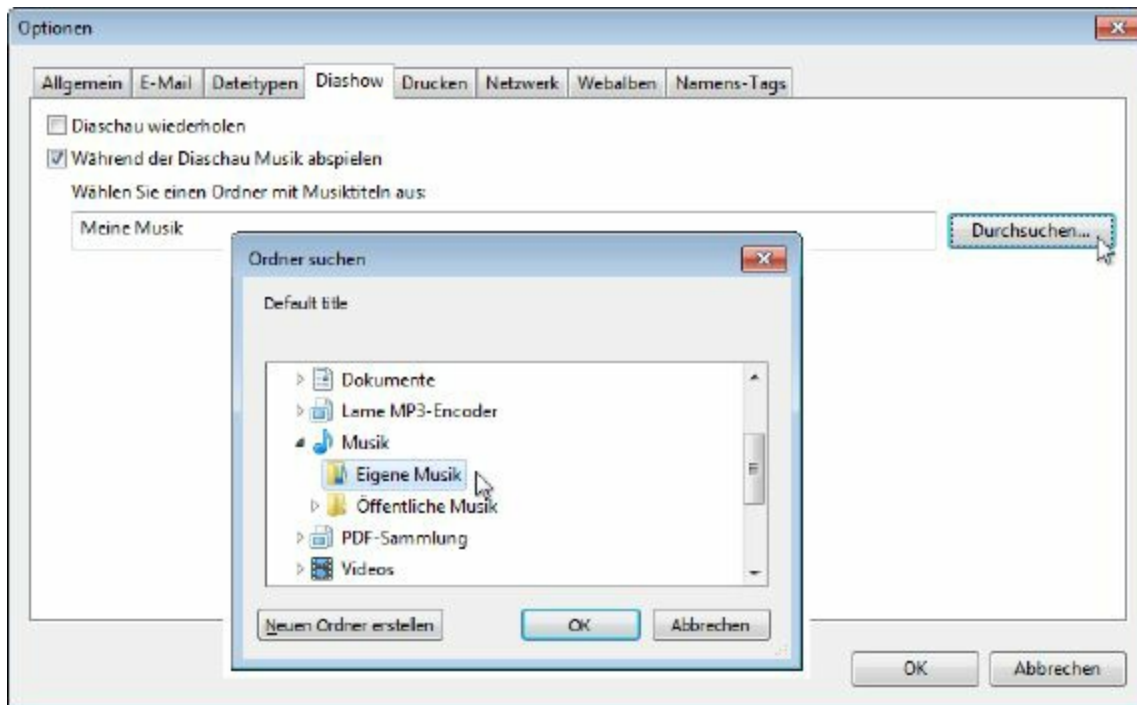 Optionen
Allgemein E-Mail Dateitypen Diashow Drucken Netzwerk Webalben Namens-Tags
Diaschau wiederholen
Während der Diaschau Musik abspielen
Wählen Sie einen Ordner mit Musiktiteln aus:
Meine Musik Durchsuchen...
Ordner suchen
Default title
Dokumente
Lame MP3-Encoder
Musik
Eigene Musik
Öffentliche Musik
PDF-Sammlung
Videos
Neuen Ordner erstellen OK Abbrechen
OK Abbrechen